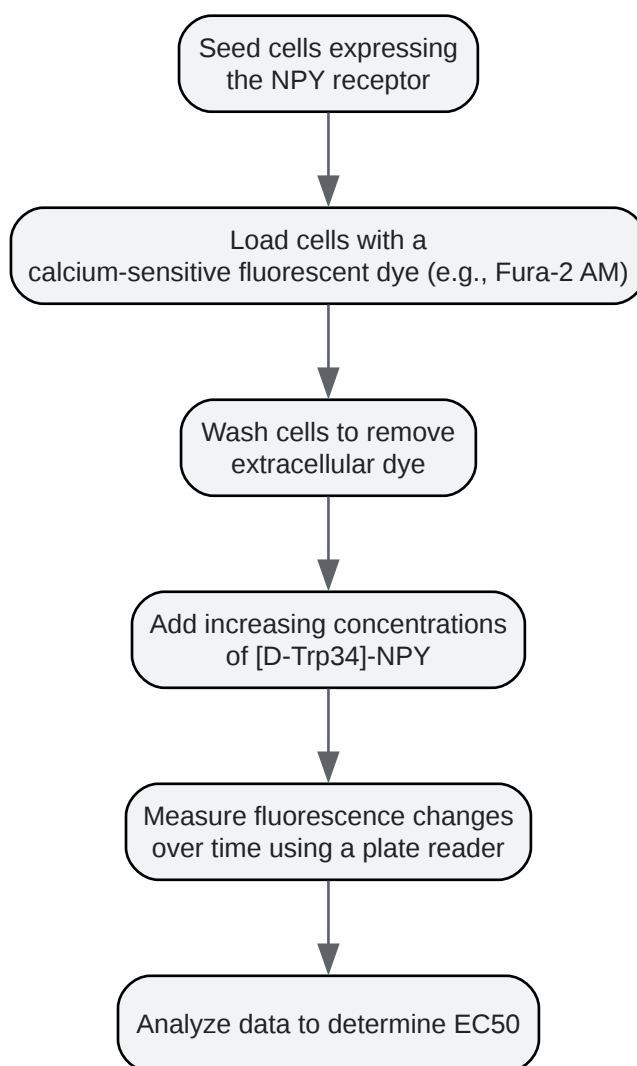 Seed cells expressing
the NPY receptor
Load cells with a
calcium-sensitive fluorescent dye (e.g., Fura-2 AM)
Wash cells to remove
extracellular dye
Add increasing concentrations
of [D-Trp34]-NPY
Measure fluorescence changes
over time using a plate reader
Analyze data to determine EC50